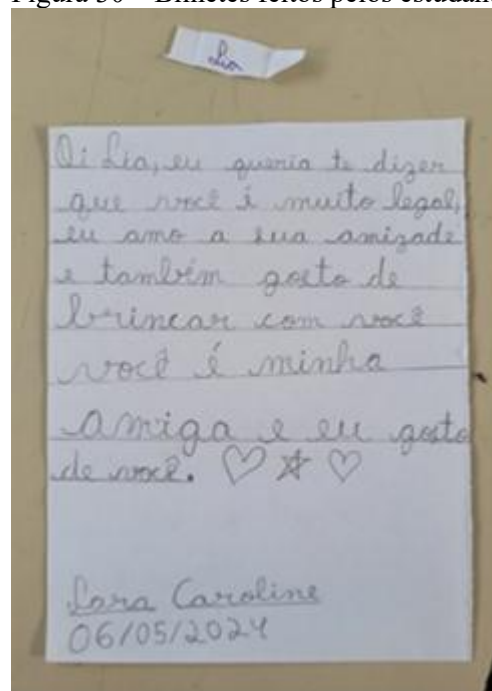 Figura 30 – Bilhetes feitos pelos estudan
Lia
Oi Lia, eu queria te dizer
que você é muito legal,
eu amo a sua amizade
e também gosto de
brincar com você
você é minha
amiga e eu gosto
de você.
Lara Caroline
06/05/2024